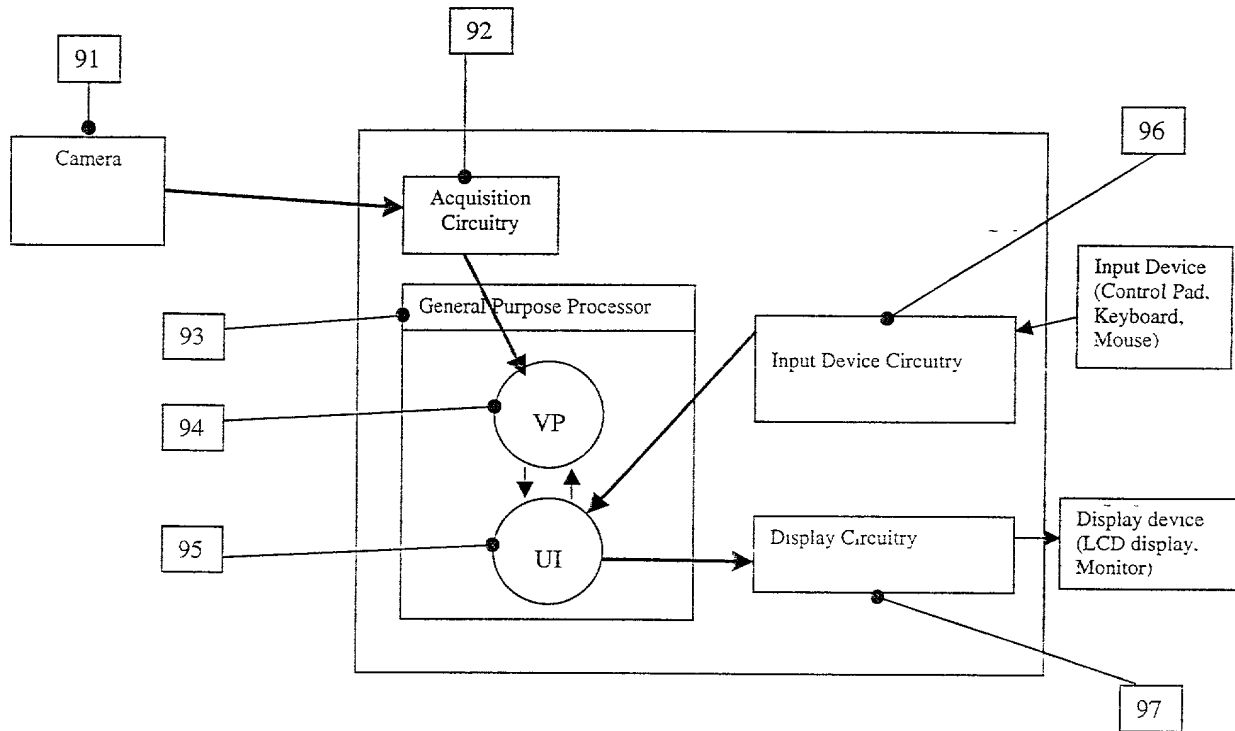 92
91
96
Camera
Acquisition
Circuitry
Input Device
(Control Pad.
Keyboard,
Mouse)
General Purpose Processor
93
Input Device Circuitry
94
VP
Display device
(LCD display.
Monitor)
Display Circuitry
95
UI
97